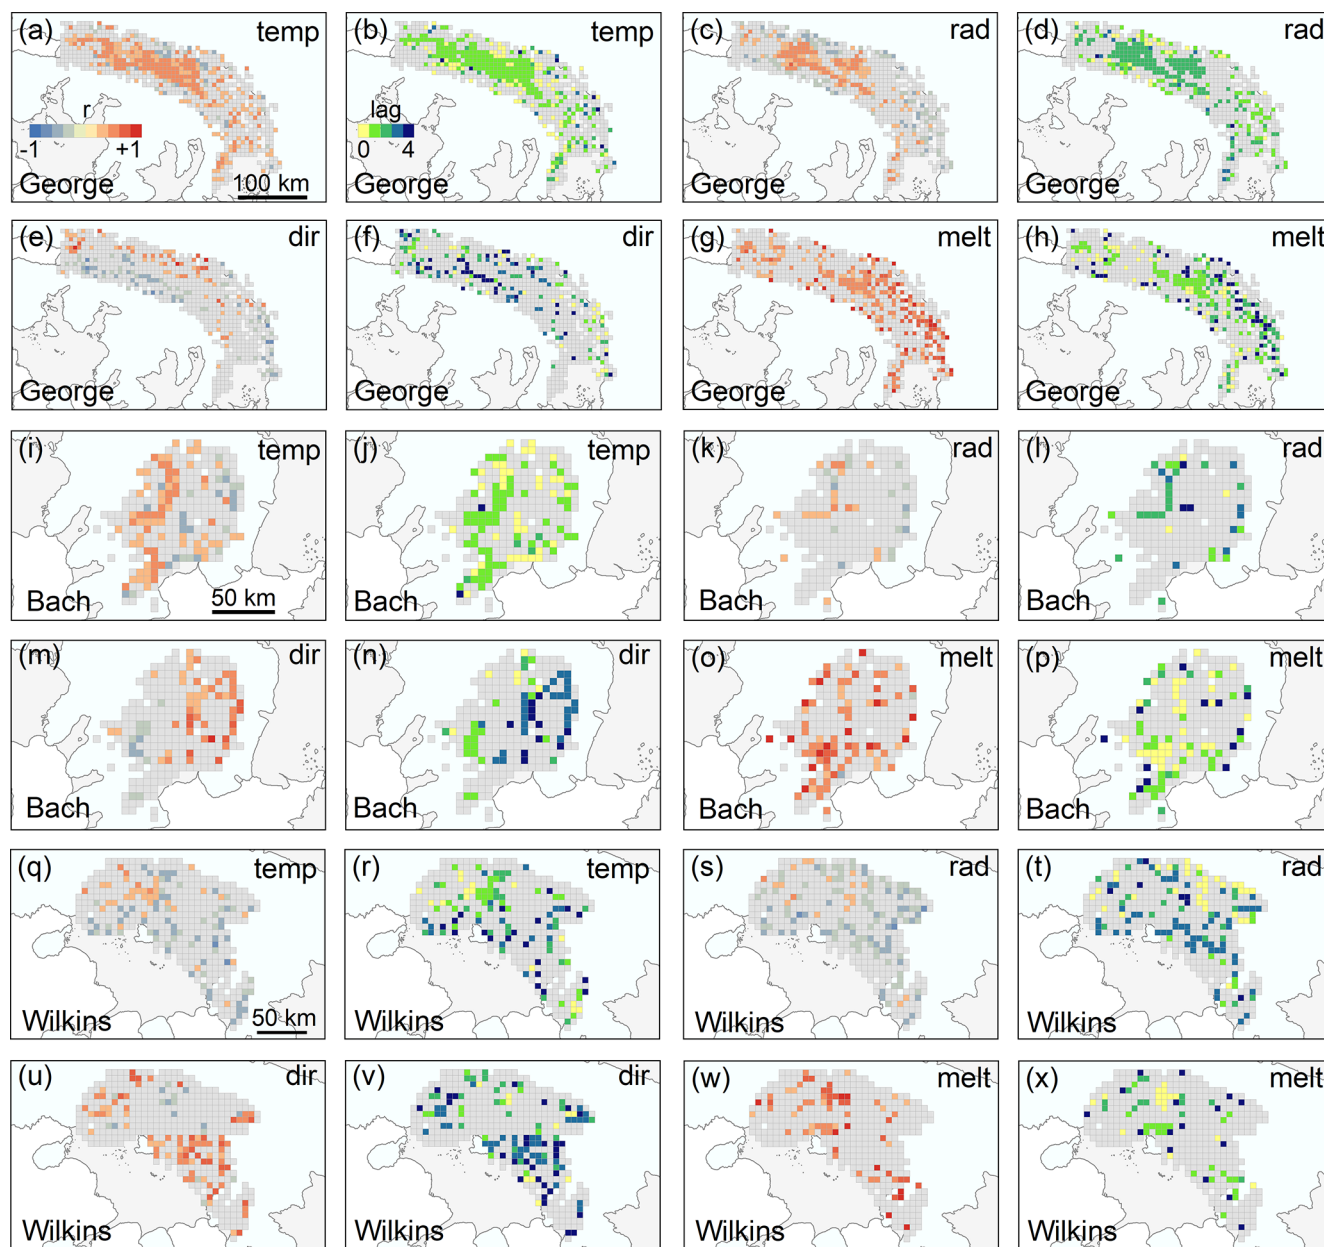 (a) temp
r
-1 +1
George 100 km
(b) temp
lag
0 4
George
(c) rad
George
(d) rad
George
(e) dir
George
(f) dir
George
(g) melt
George
(h) melt
George
(i) temp
Bach 50 km
(j) temp
Bach
(k) rad
Bach
(l) rad
Bach
(m) dir
Bach
(n) dir
Bach
(o) melt
Bach
(p) melt
Bach
(q) temp
Wilkins 50 km
(r) temp
Wilkins
(s) rad
Wilkins
(t) rad
Wilkins
(u) dir
Wilkins
(v) dir
Wilkins
(w) melt
Wilkins
(x) melt
Wilkins